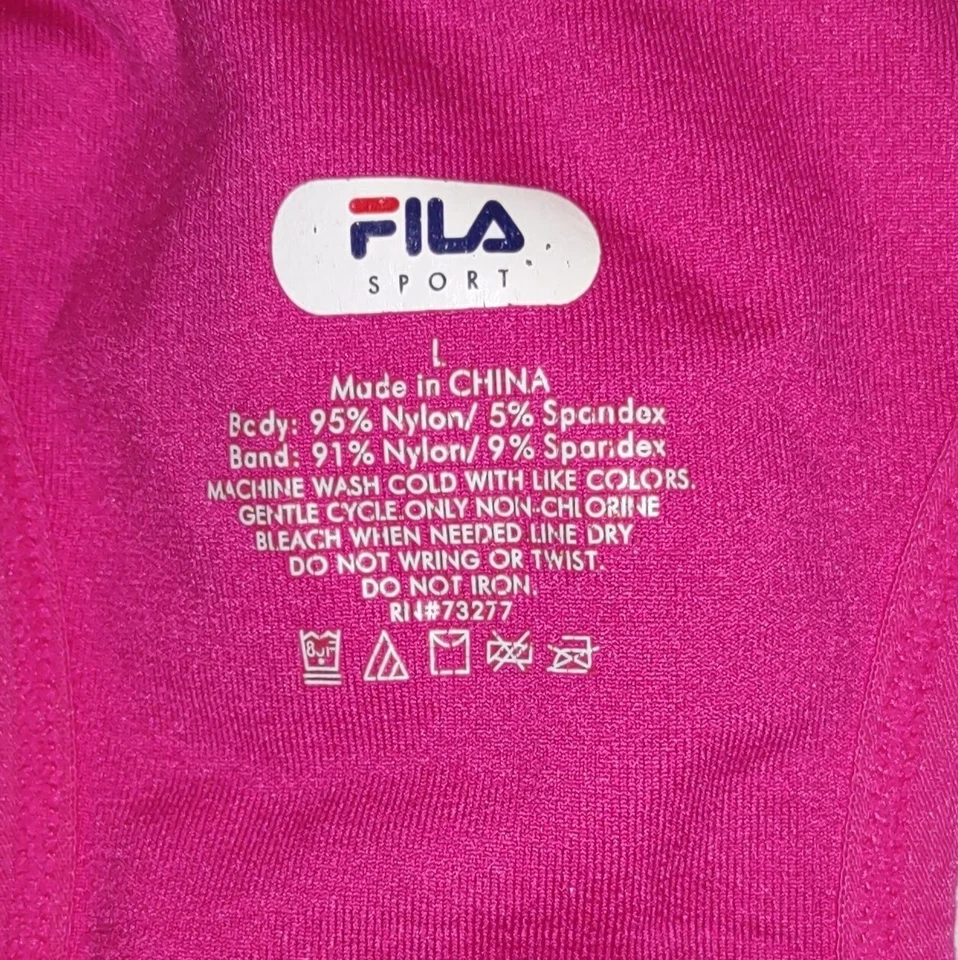 FILA
SPORT
L
Made in CHINA
Body: 95% Nylon/ 5% Spandex
Band: 91% Nylon/ 9% Spandex
MACHINE WASH COLD WITH LIKE COLORS.
GENTLE CYCLE.ONLY NON-CHLORINE
BLEACH WHEN NEEDED LINE DRY
DO NOT WRING OR TWIST.
DO NOT IRON.
RN#73277